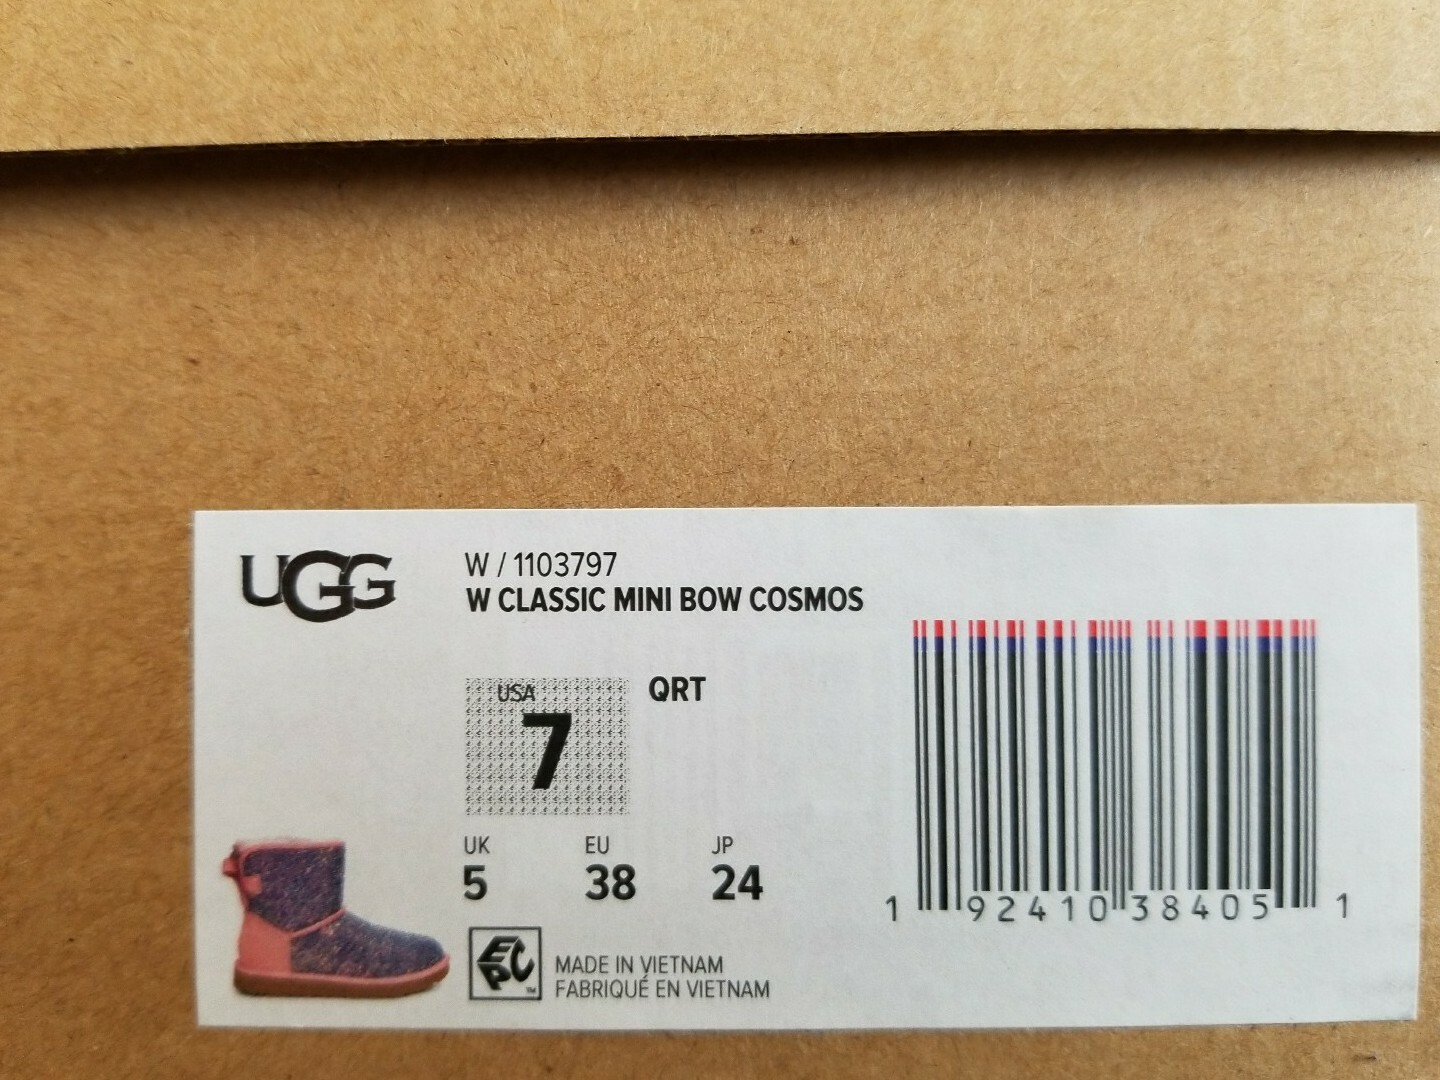 UGG
W / 1103797
W CLASSIC MINI BOW COSMOS
USA
7
QRT
UK EU JP
5 38 24
EPC ™
MADE IN VIETNAM
FABRIQUÉ EN VIETNAM
1 92410 38405 1